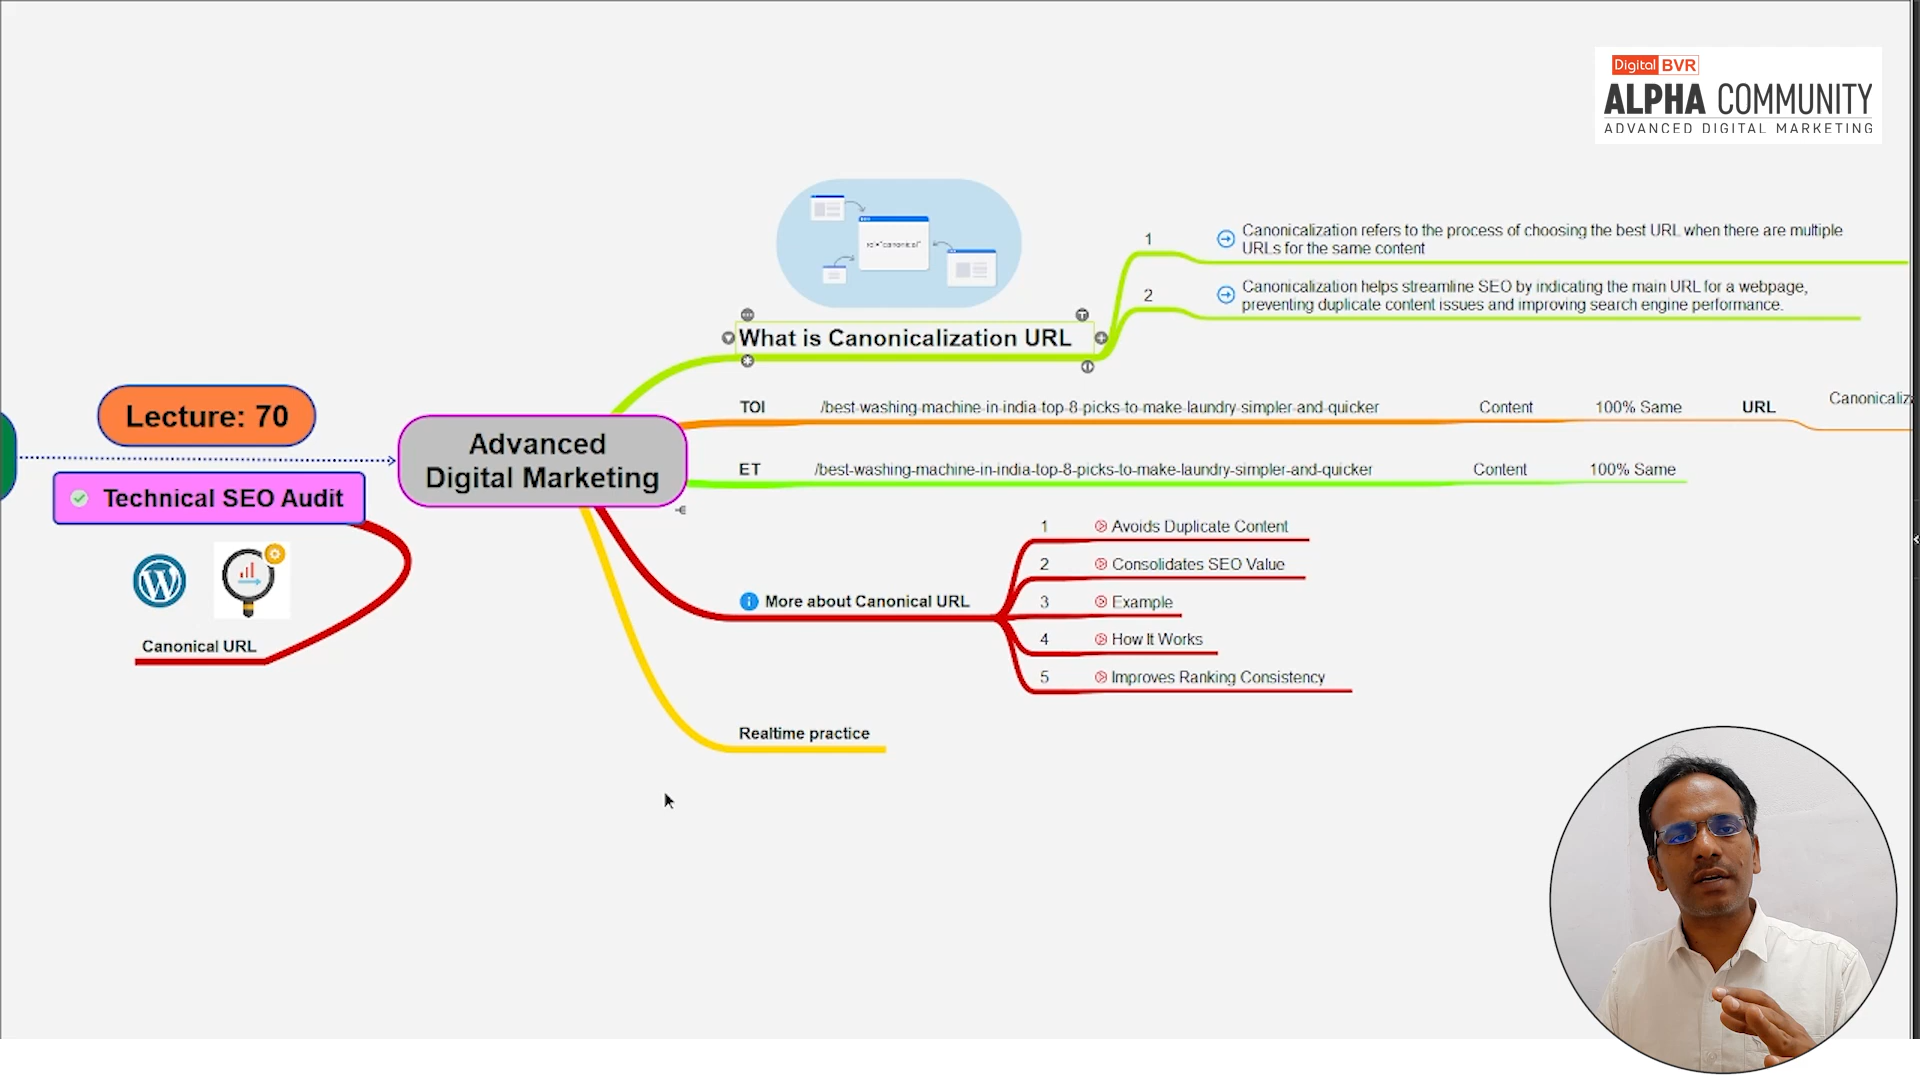 Digital BVR
ALPHA COMMUNITY
ADVANCED DIGITAL MARKETING
rel="canonical"
1
Canonicalization refers to the process of choosing the best URL when there are multiple
URLs for the same content
2
Canonicalization helps streamline SEO by indicating the main URL for a webpage,
preventing duplicate content issues and improving search engine performance.
What is Canonicalization URL
Lecture: 70
Technical SEO Audit
Canonical URL
Advanced
Digital Marketing
TOI /best-washing-machine-in-india-top-8-picks-to-make-laundry-simpler-and-quicker Content 100% Same URL Canonicaliz
ET /best-washing-machine-in-india-top-8-picks-to-make-laundry-simpler-and-quicker Content 100% Same
More about Canonical URL
1 Avoids Duplicate Content
2 Consolidates SEO Value
3 Example
4 How It Works
5 Improves Ranking Consistency
Realtime practice